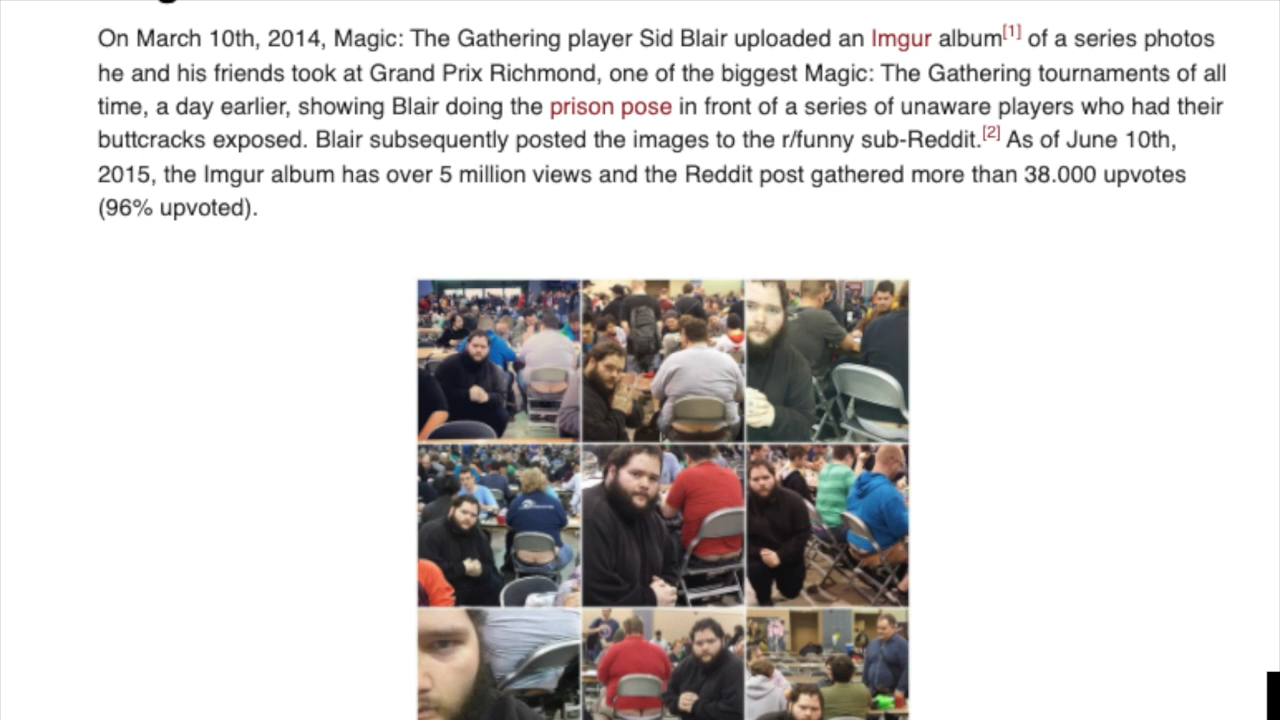 On March 10th, 2014, Magic: The Gathering player Sid Blair uploaded an Imgur album[1] of a series photos
he and his friends took at Grand Prix Richmond, one of the biggest Magic: The Gathering tournaments of all
time, a day earlier, showing Blair doing the prison pose in front of a series of unaware players who had their
buttcracks exposed. Blair subsequently posted the images to the r/funny sub-Reddit.[2] As of June 10th,
2015, the Imgur album has over 5 million views and the Reddit post gathered more than 38.000 upvotes
(96% upvoted).